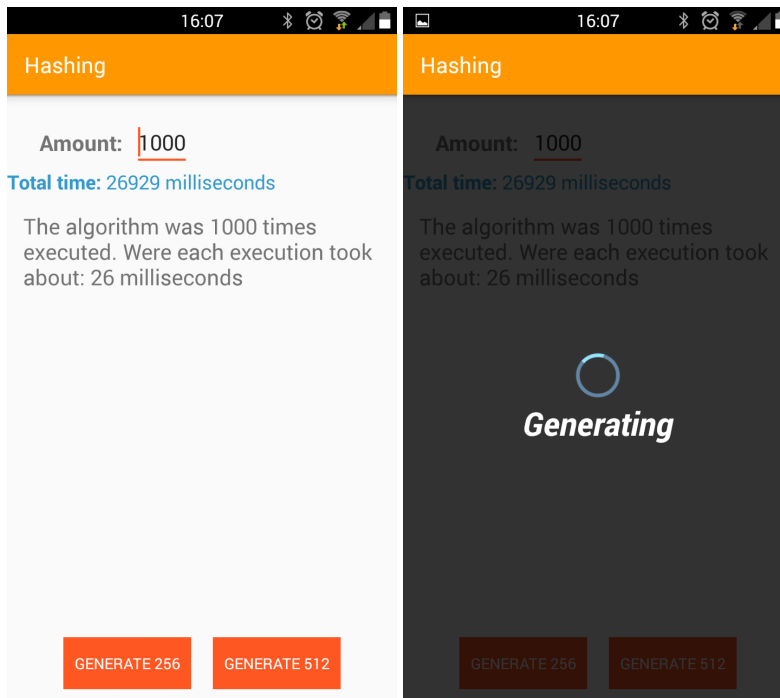 16:07
Hashing
Amount: 1000
Total time: 26929 milliseconds
The algorithm was 1000 times
executed. Were each execution took
about: 26 milliseconds
GENERATE 256 GENERATE 512
16:07
Hashing
Amount: 1000
Total time: 26929 milliseconds
The algorithm was 1000 times
executed. Were each execution took
about: 26 milliseconds
Generating
GENERATE 256 GENERATE 512